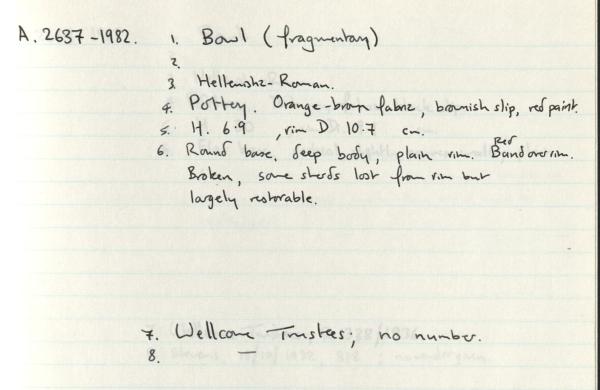 A. 2637-1982. 1. Bowl (fragmentary)
2.
3. Hellenistic-Roman.
4. Pottery. Orange-brown fabric, brownish slip, red paint.
5. H. 6.9 , rim D 10.7 cm.
6. Round base, deep body, plain rim. Red Band over rim.
Broken, some sherds lost from rim but
largely restorable.
7. Wellcome Trustees; no number.
8. —